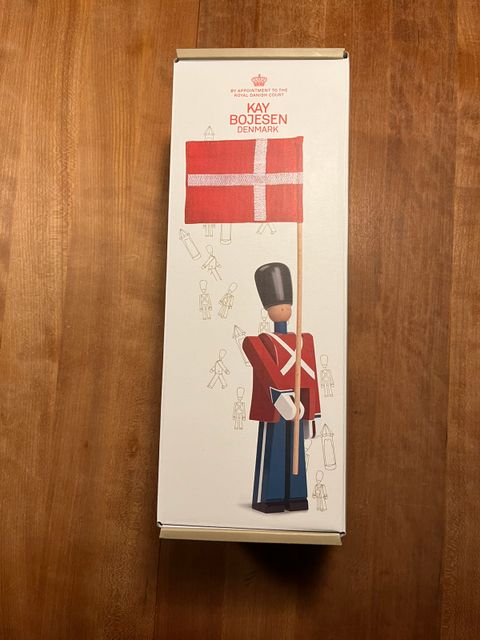 BY APPOINTMENT TO THE
ROYAL DANISH COURT
KAY
BOJESEN
DENMARK